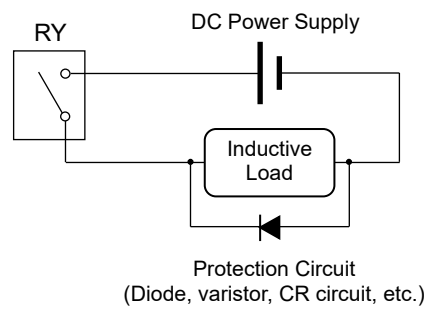 DC Power Supply
RY
Inductive
Load
Protection Circuit
(Diode, varistor, CR circuit, etc.)